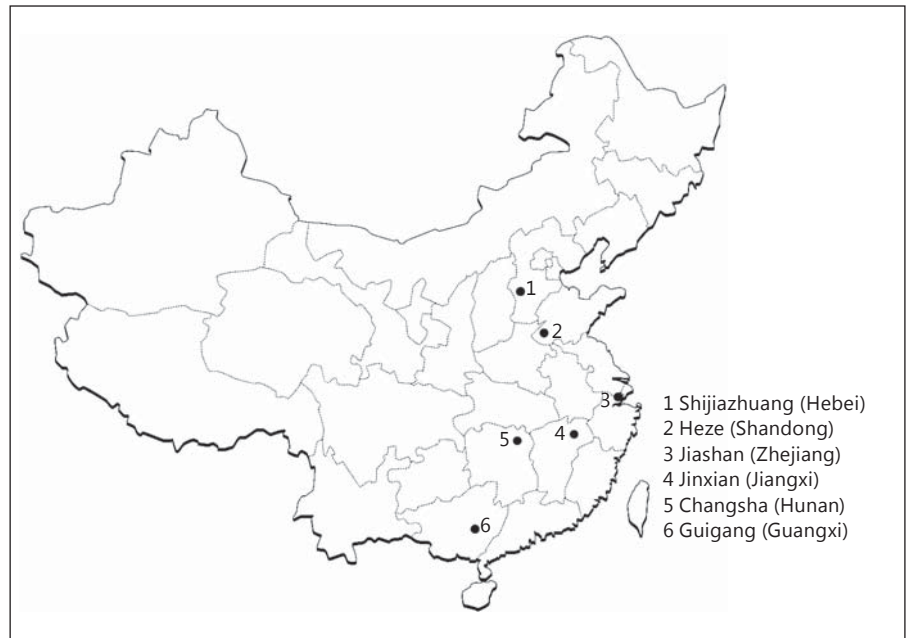 1
2
3
4
5
6
1 Shijiazhuang (Hebei)
2 Heze (Shandong)
3 Jiashan (Zhejiang)
4 Jinxian (Jiangxi)
5 Changsha (Hunan)
6 Guigang (Guangxi)